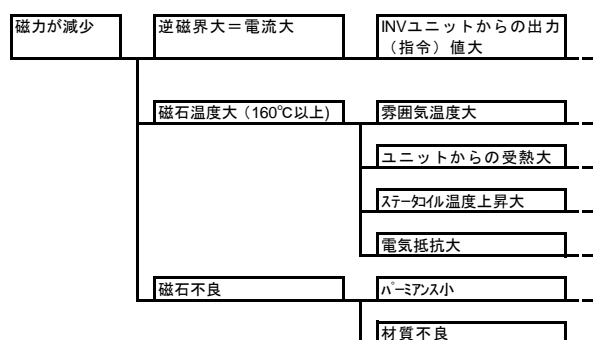 磁力が減少
逆磁界大＝電流大
INVユニットからの出力
（指令）値大
磁石温度大（160℃以上)
雰囲気温度大
ユニットからの受熱大
ｽﾃｰﾀｺｲﾙ温度上昇大
電気抵抗大
磁石不良
ﾊﾟｰﾐｱﾝｽ小
材質不良